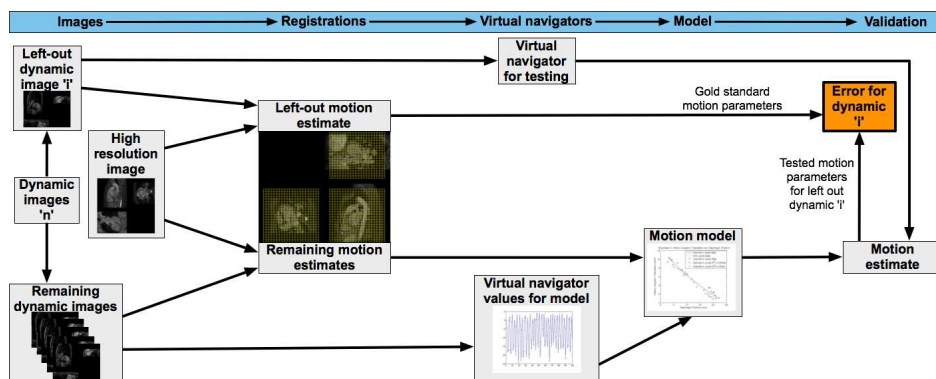 Images Registrations Virtual navigators Model Validation
Left-out
dynamic
image 'i'
Virtual
navigator
for testing
Gold standard
motion parameters
Error for
dynamic
'i'
Left-out motion
estimate
High
resolution
image
Dynamic
images
'n'
Tested motion
parameters
for left out
dynamic 'i'
Remaining motion
estimates
Motion model
Motion
estimate
Remaining
dynamic images
Virtual navigator
values for model